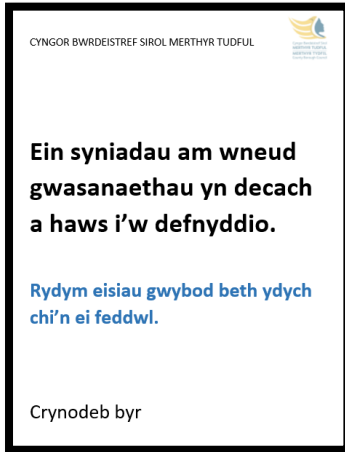 CYNGOR BWRDEISTREF SIROL MERTHYR TUDFUL
Ein syniadau am wneud
gwasanaethau yn decach
a haws i'w defnyddio.
Rydym eisiau gwybod beth ydych
chi'n ei feddwl.
Crynodeb byr